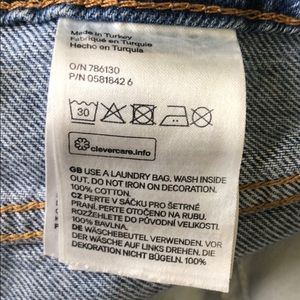 Made in Turkey
Fabriqué en Turquie
Hecho en Turquía
O/N 786130
P/N 0581842 6
30
clevercare.info
GB USE A LAUNDRY BAG. WASH INSIDE
OUT. DO NOT IRON ON DECORATION.
100% COTTON.
CZ PERTE V SÁČKU PRO ŠETRNÉ
PRANÍ. PERTE OTOČENÉ NA RUBU.
ROZŽEHLETE DO PŮVODNÍ VELIKOSTI.
100% BAVLNA.
DE WÄSCHEBEUTEL VERWENDEN. VOR
DER WÄSCHE AUF LINKS DREHEN. DIE
DEKORATION NICHT BÜGELN. 100%